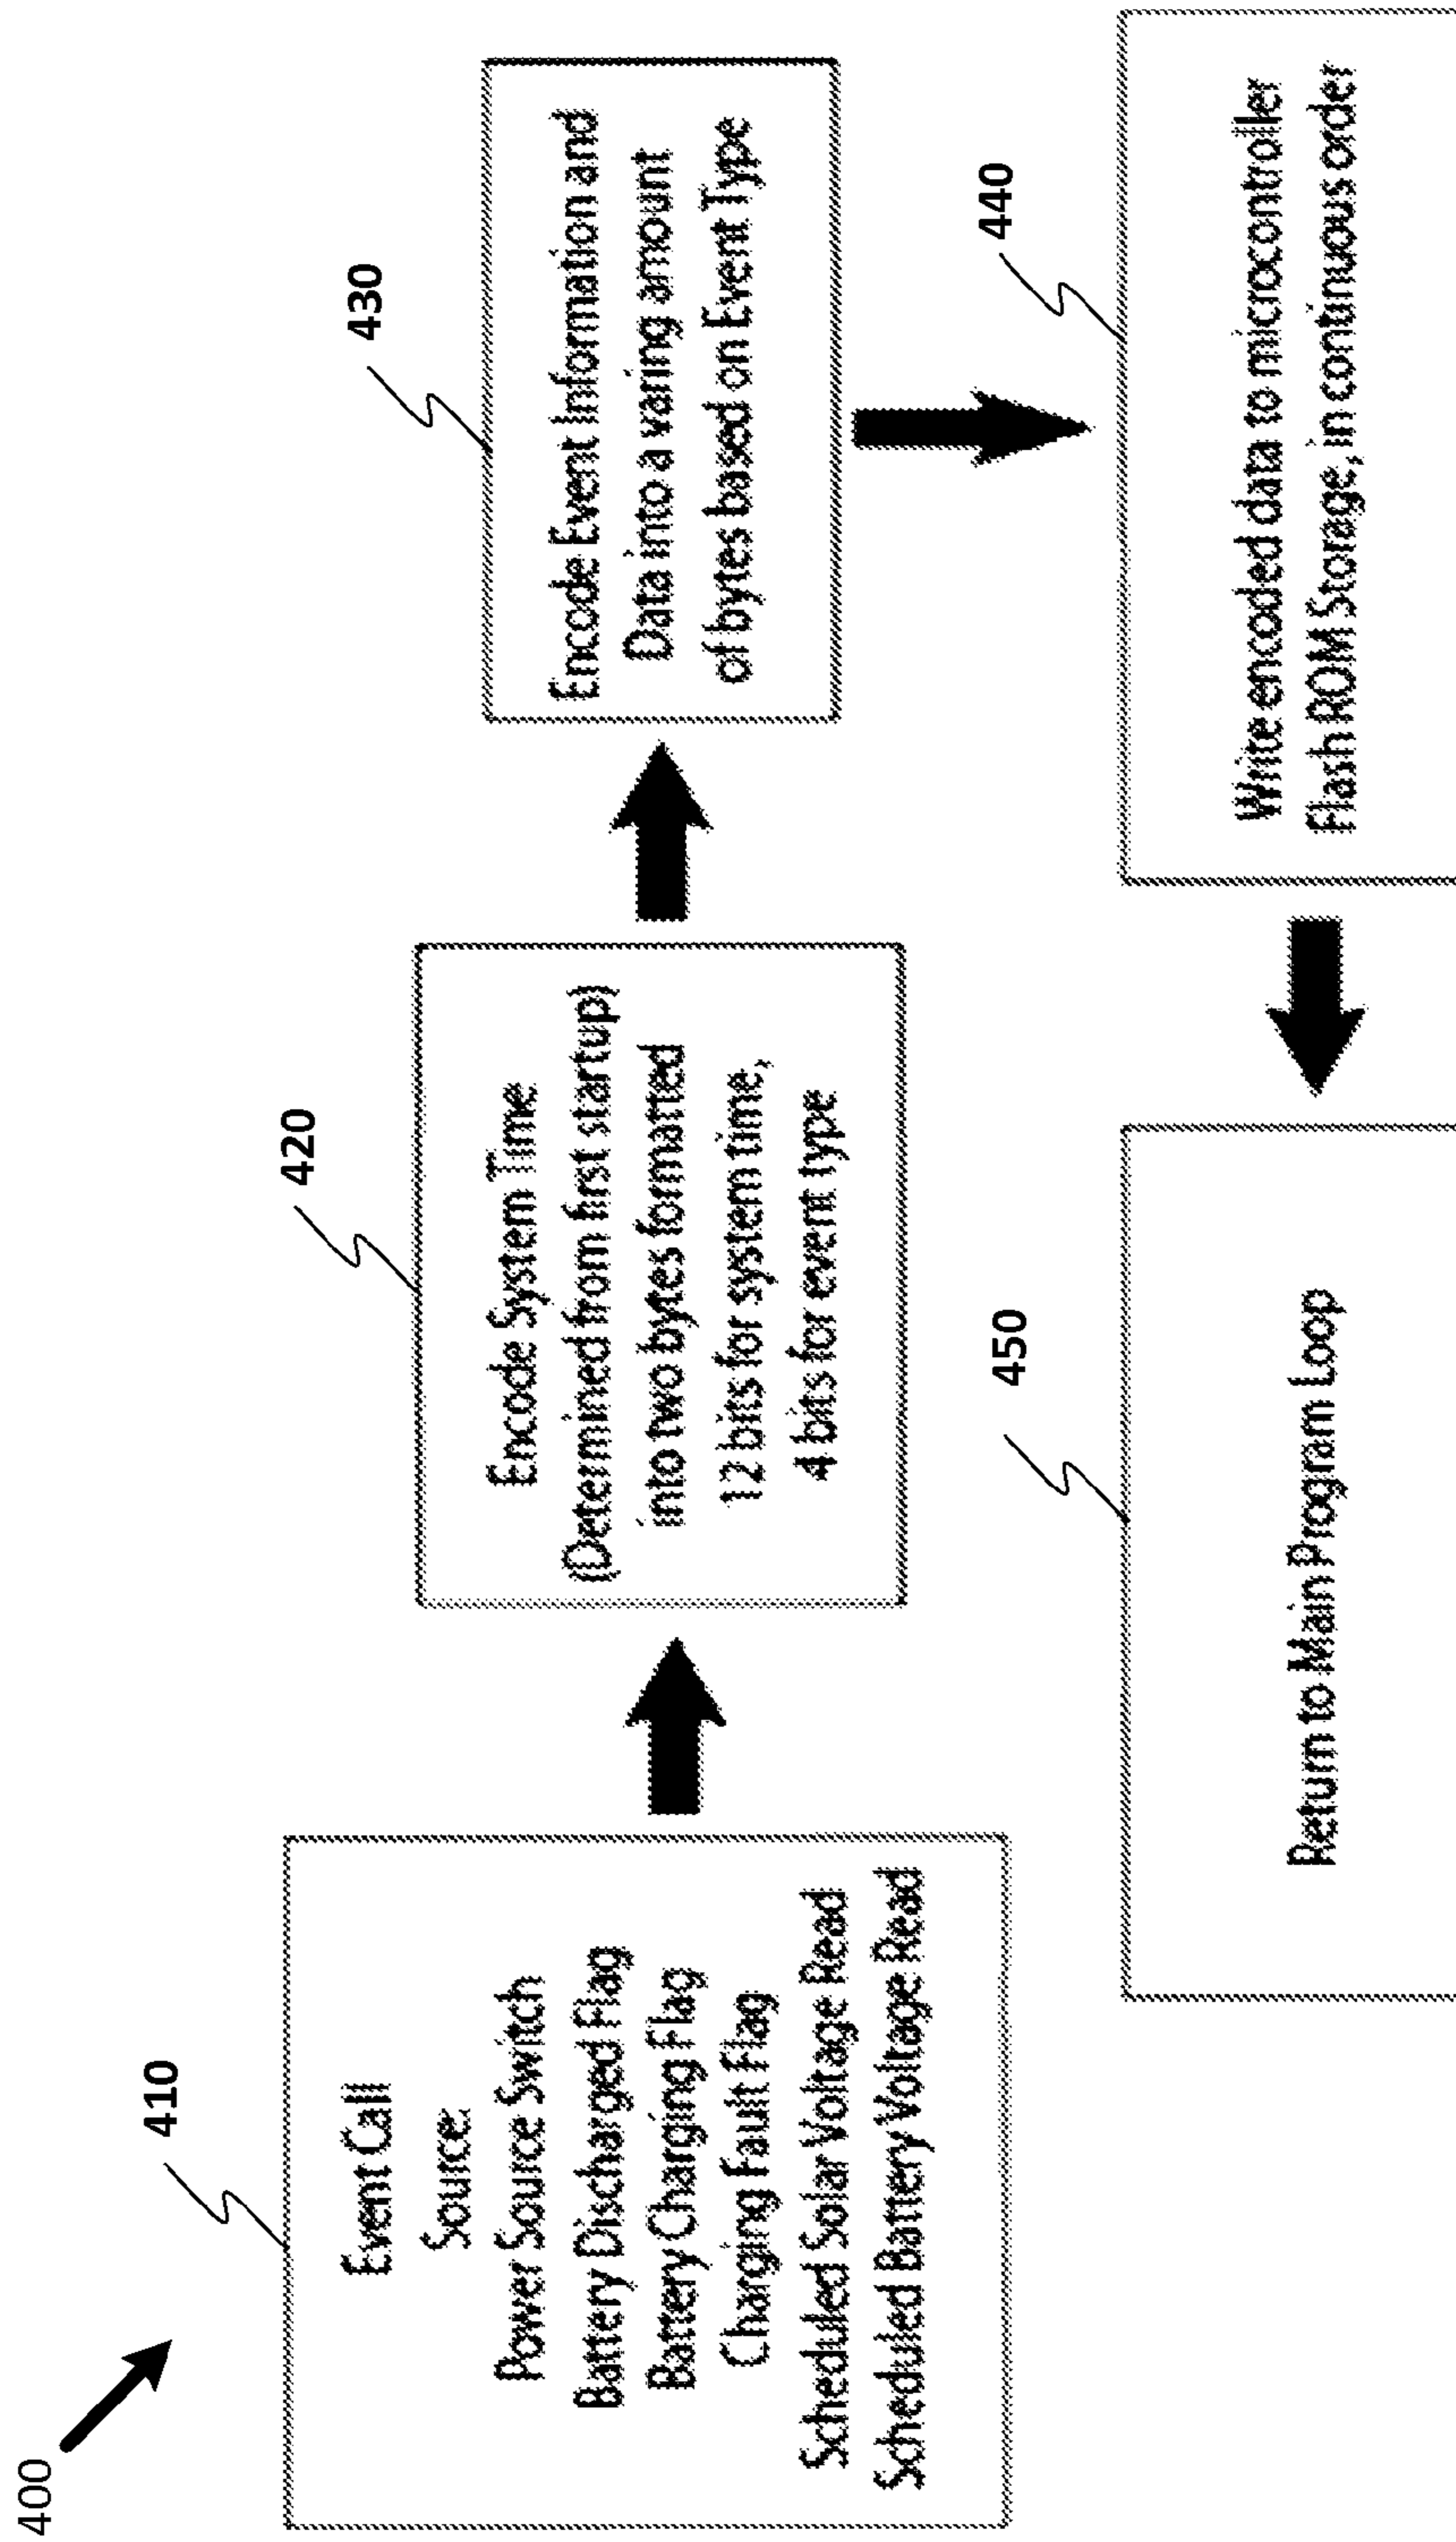 400
410
Event Call
Source:
Power Source Switch
Battery Discharged Flag
Battery Charging Flag
Charging Fault Flag
Scheduled Solar Voltage Read
Scheduled Battery Voltage Read
420
Encode System Time
(Determined from first startup)
into two bytes formatted
12 bits for system time,
4 bits for event type
430
Encode Event Information and
Data into a varing amount
of bytes based on Event Type
440
Write encoded data to microcontroller
Flash ROM Storage, in continuous order
450
Return to Main Program Loop